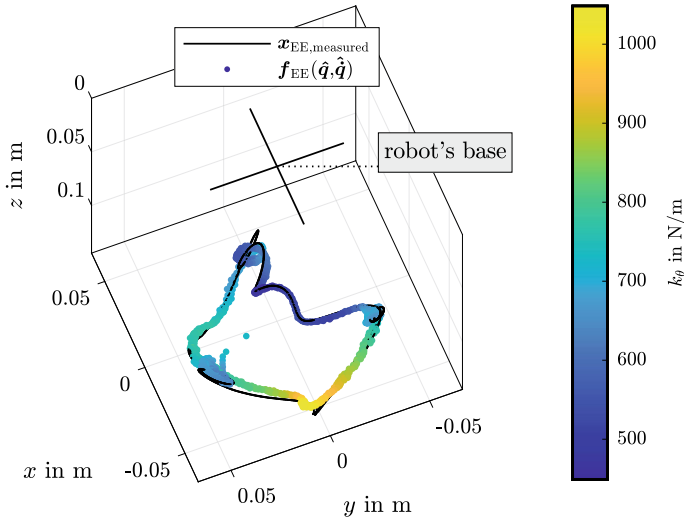 x_EE,measured
f_EE(q̂,q̂̇)
robot's base
0
0.05
0.1
z in m
0.05
0
-0.05
x in m
0.05
0
-0.05
y in m
1000
900
800
700
600
500
k_θ in N/m